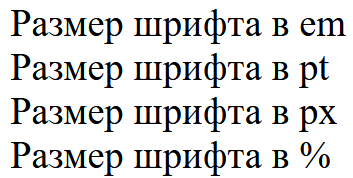 Размер шрифта в em
Размер шрифта в pt
Размер шрифта в px
Размер шрифта в %